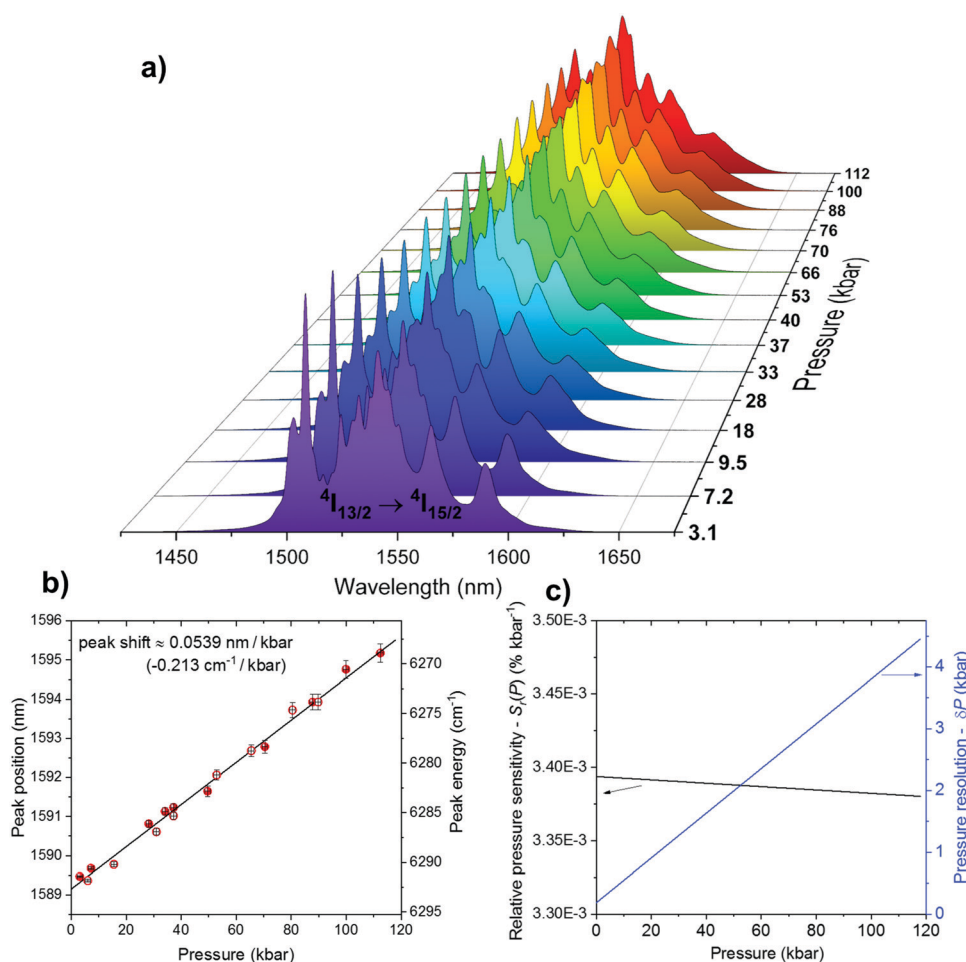 a)
112
100
88
76
70
66
53
40
37
33
28
18
9.5
7.2
3.1
Pressure (kbar)
⁴I₁₃/₂ → ⁴I₁₅/₂
1450 1500 1550 1600 1650
Wavelength (nm)
b)
peak shift ≈ 0.0539 nm / kbar
(-0.213 cm⁻¹ / kbar)
1596
1595
1594
1593
1592
1591
1590
1589
Peak position (nm)
6270
6275
6280
6285
6290
6295
Peak energy (cm⁻¹)
0 20 40 60 80 100 120
Pressure (kbar)
c)
3.50E-3
3.45E-3
3.40E-3
3.35E-3
3.30E-3
Relative pressure sensitivity - Sᵣ(P) (% kbar⁻¹)
4
3
2
1
0
Pressure resolution - δP (kbar)
0 20 40 60 80 100 120
Pressure (kbar)